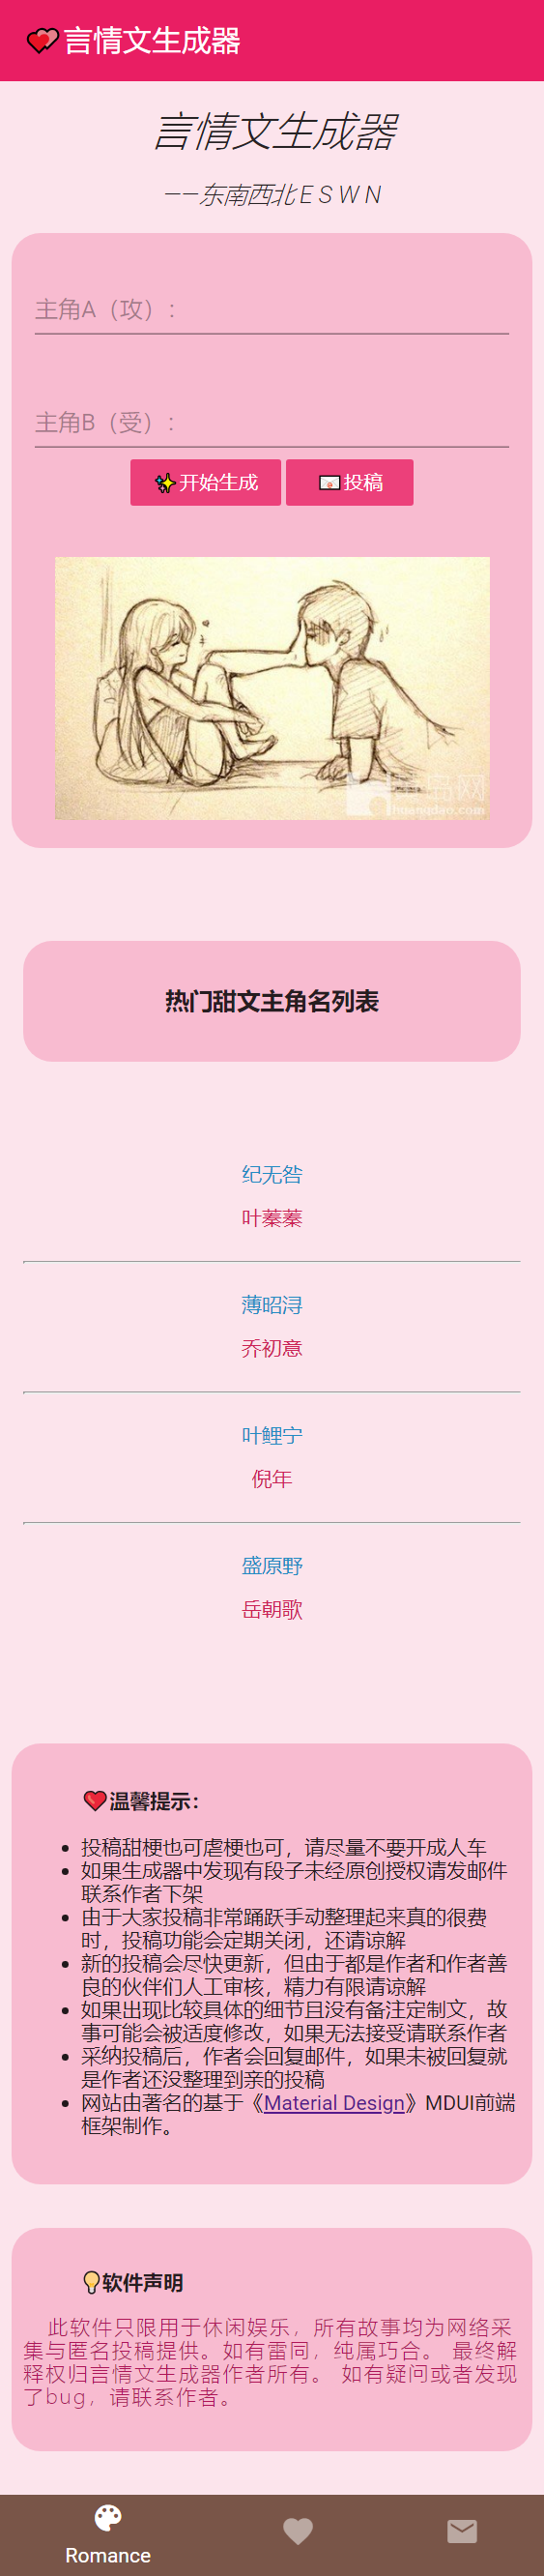 言情文生成器
言情文生成器
——东南西北 E S W N
主角A（攻）：
主角B（受）：
开始生成
投稿
huangdao.com
热门甜文主角名列表
纪无咎
叶蓁蓁
薄昭浔
乔初意
叶鲤宁
倪年
盛原野
岳朝歌
温馨提示：
投稿甜梗也可虐梗也可，请尽量不要开成人车
如果生成器中发现有段子未经原创授权请发邮件
联系作者下架
由于大家投稿非常踊跃手动整理起来真的很费
时，投稿功能会定期关闭，还请谅解
新的投稿会尽快更新，但由于都是作者和作者善
良的伙伴们人工审核，精力有限请谅解
如果出现比较具体的细节且没有备注定制文，故
事可能会被适度修改，如果无法接受请联系作者
采纳投稿后，作者会回复邮件，如果未被回复就
是作者还没整理到亲的投稿
网站由著名的基于《Material Design》MDUI前端
框架制作。
软件声明
此软件只限用于休闲娱乐，所有故事均为网络采
集与匿名投稿提供。如有雷同，纯属巧合。 最终解
释权归言情文生成器作者所有。 如有疑问或者发现
了bug，请联系作者。
Romance